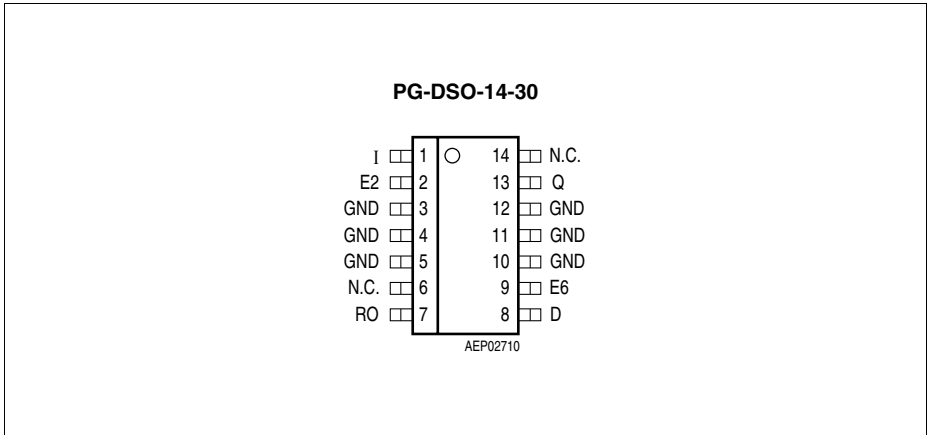 PG-DSO-14-30
I 1 14 N.C.
E2 2 13 Q
GND 3 12 GND
GND 4 11 GND
GND 5 10 GND
N.C. 6 9 E6
RO 7 8 D
AEP02710